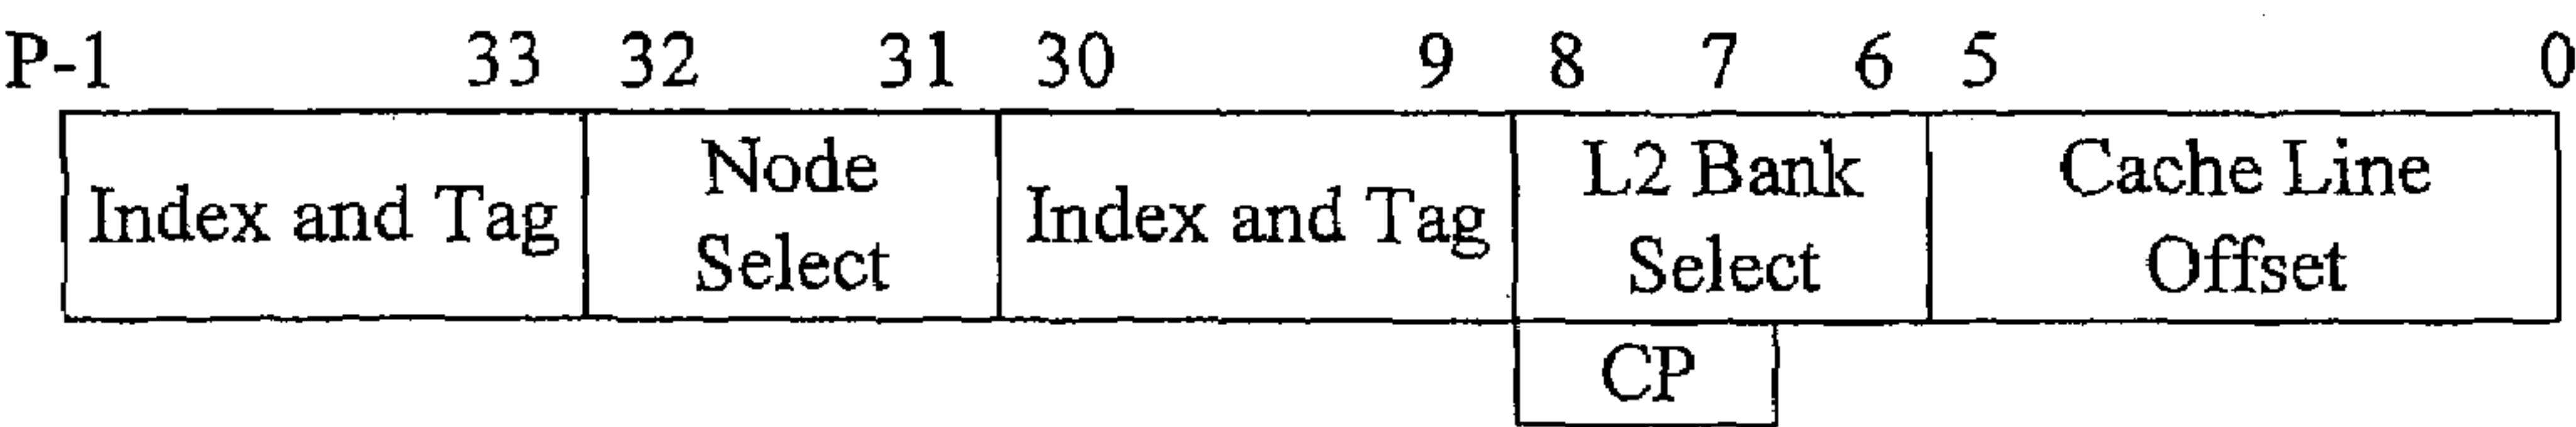 P-1 33 32 31 30 9 8 7 6 5 0
Index and Tag Node Select Index and Tag L2 Bank Select Cache Line Offset
CP